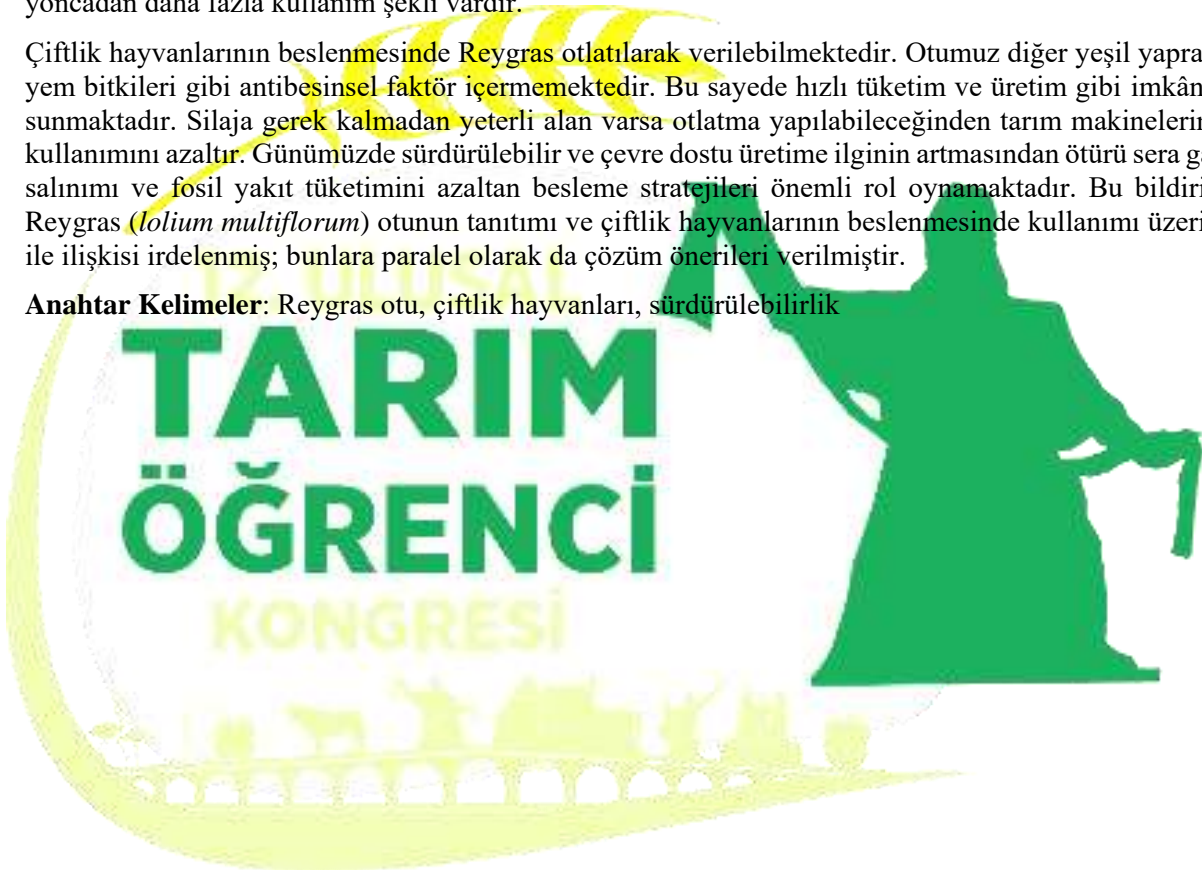 yoncadan daha fazla kullanım şekli vardır.
Çiftlik hayvanlarının beslenmesinde Reygras otlatılarak verilebilmektedir. Otumuz diğer yeşil yapra
yem bitkileri gibi antibesinsel faktör içermemektedir. Bu sayede hızlı tüketim ve üretim gibi imkân
sunmaktadır. Silaja gerek kalmadan yeterli alan varsa otlatma yapılabileceğinden tarım makinelerin
kullanımını azaltır. Günümüzde sürdürülebilir ve çevre dostu üretime ilginin artmasından ötürü sera ga
salınımı ve fosil yakıt tüketimini azaltan besleme stratejileri önemli rol oynamaktadır. Bu bildiri
Reygras (lolium multiflorum) otunun tanıtımı ve çiftlik hayvanlarının beslenmesinde kullanımı üzeri
ile ilişkisi irdelenmiş; bunlara paralel olarak da çözüm önerileri verilmiştir.
12. ULUSAL
Anahtar Kelimeler: Reygras otu, çiftlik hayvanları, sürdürülebilirlik
TARIM
ÖĞRENCİ
KONGRESİ